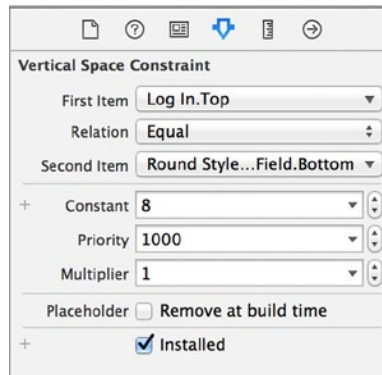 Vertical Space Constraint
First Item Log In.Top
Relation Equal
Second Item Round Style...Field.Bottom
+ Constant 8
Priority 1000
Multiplier 1
Placeholder Remove at build time
+ Installed